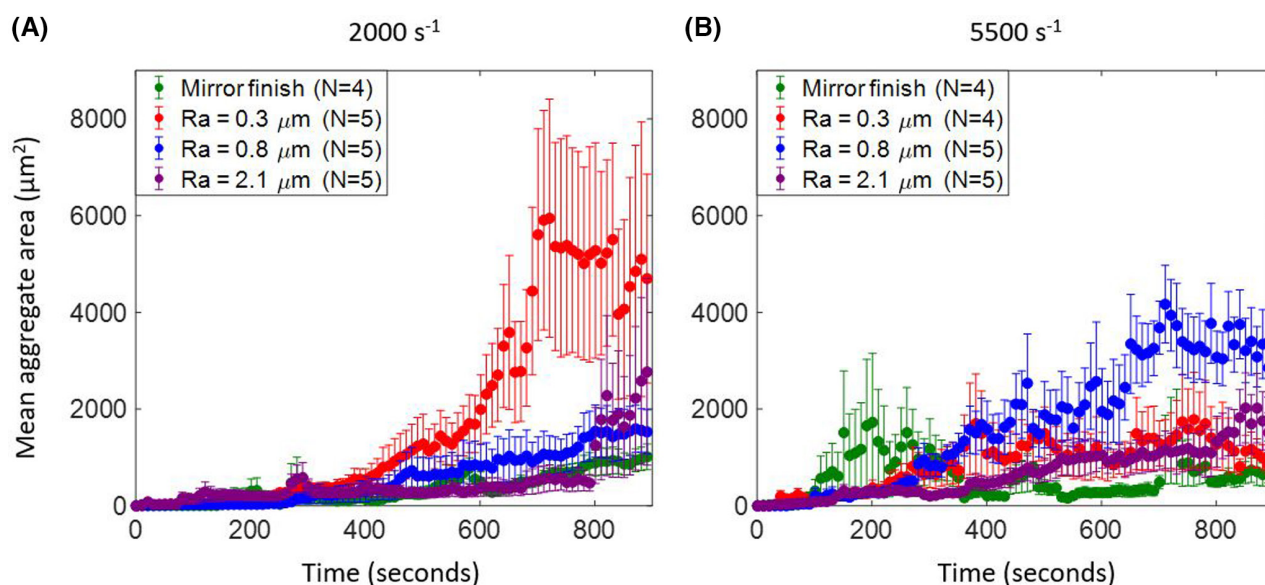 (A)
2000 s-1
Mirror finish (N=4)
Ra = 0.3 μm (N=5)
Ra = 0.8 μm (N=5)
Ra = 2.1 μm (N=5)
Mean aggregate area (μm2)
8000
6000
4000
2000
0
0 200 400 600 800
Time (seconds)
(B)
5500 s-1
Mirror finish (N=4)
Ra = 0.3 μm (N=4)
Ra = 0.8 μm (N=5)
Ra = 2.1 μm (N=5)
8000
6000
4000
2000
0
0 200 400 600 800
Time (seconds)